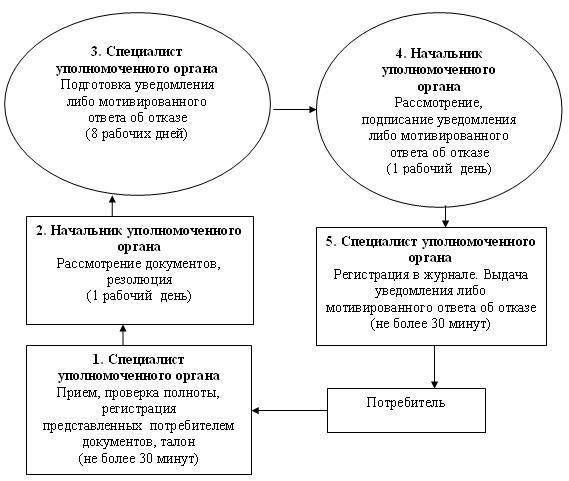 3. Специалист
уполномоченного органа
Подготовка уведомления
либо мотивированного
ответа об отказе
(8 рабочих дней)
4. Начальник
уполномоченного
органа
Рассмотрение,
подписание уведомления
либо мотивированного
ответа об отказе
(1 рабочий день)
2. Начальник уполномоченного
органа
Рассмотрение документов,
резолюция
(1 рабочий день)
5. Специалист уполномоченного
органа
Регистрация в журнале. Выдача
уведомления либо
мотивированного ответа об отказе
(не более 30 минут)
1. Специалист
уполномоченного органа
Прием, проверка полноты,
регистрация
представленных потребителем
документов, талон
(не более 30 минут)
Потребитель